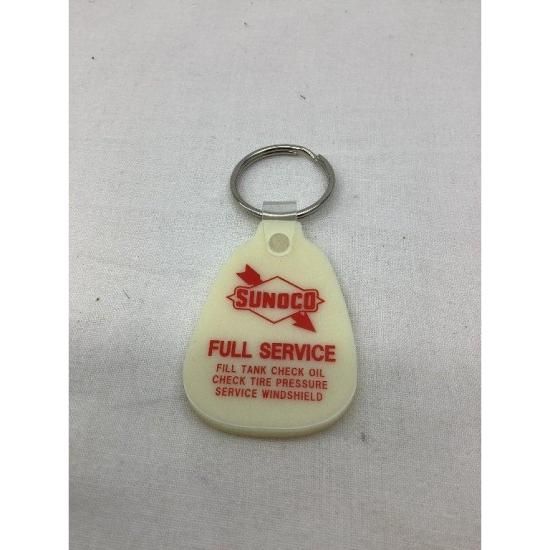 SUNOCO
FULL SERVICE
FILL TANK CHECK OIL
CHECK TIRE PRESSURE
SERVICE WINDSHIELD